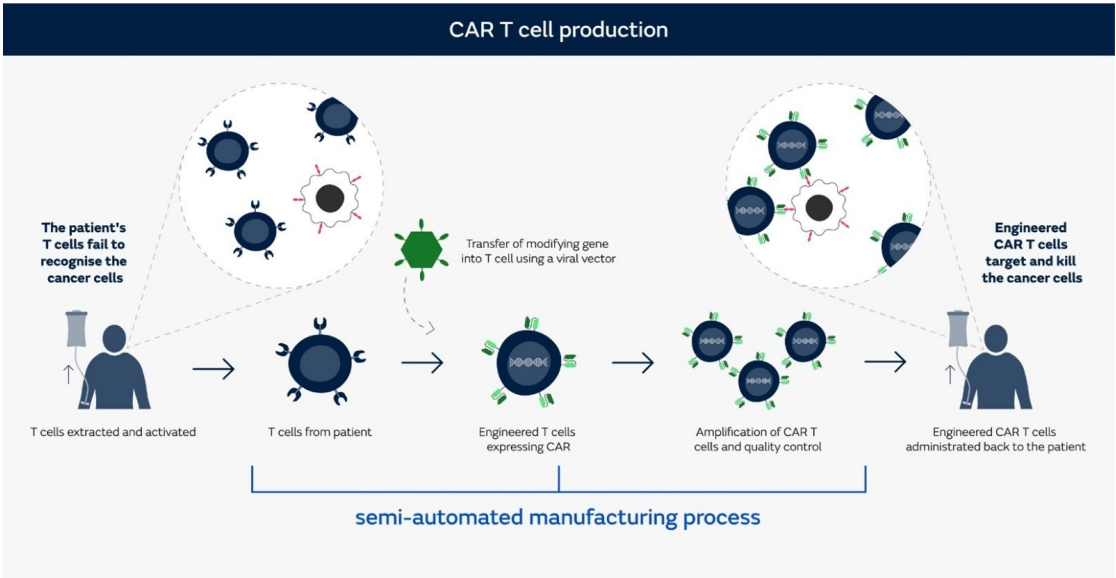 CAR T cell production
The patient's
T cells fail to
recognise the
cancer cells
Transfer of modifying gene
into T cell using a viral vector
Engineered
CAR T cells
target and kill
the cancer cells
T cells extracted and activated
T cells from patient
Engineered T cells
expressing CAR
Amplification of CAR T
cells and quality control
Engineered CAR T cells
administrated back to the patient
semi-automated manufacturing process